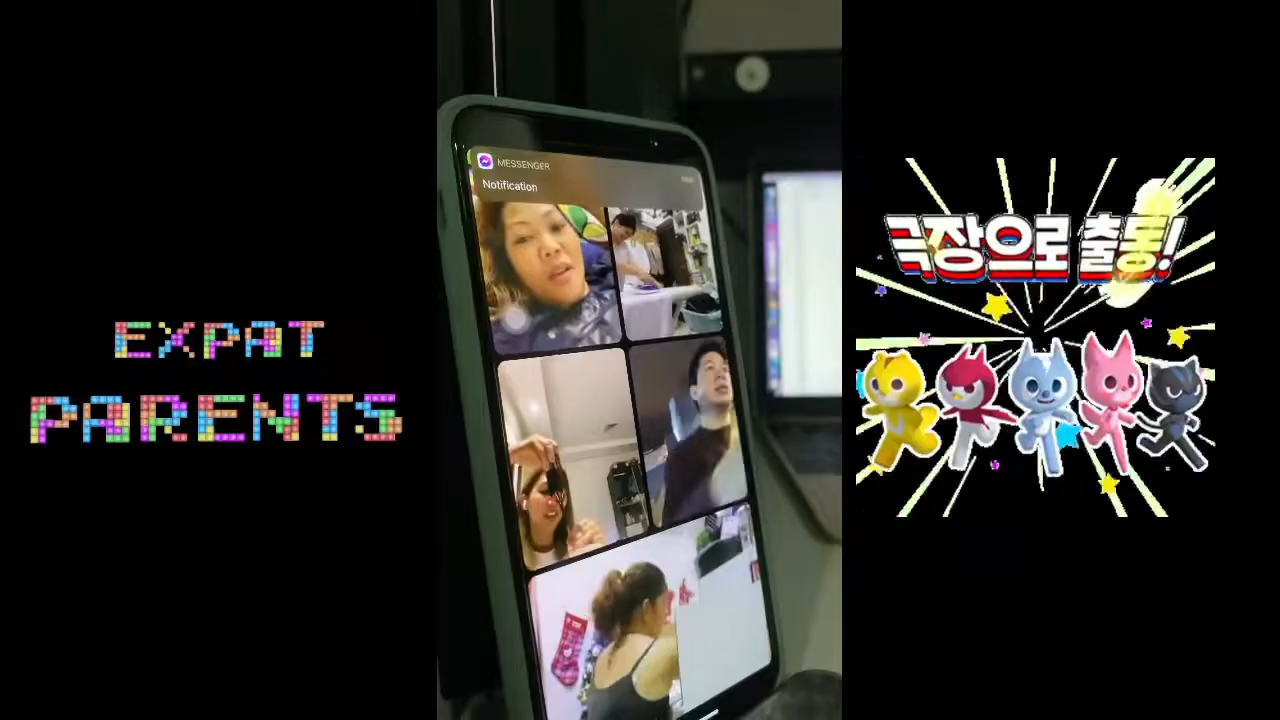 EXPAT
PARENTS
MESSENGER
Notification
극장으로 출동!